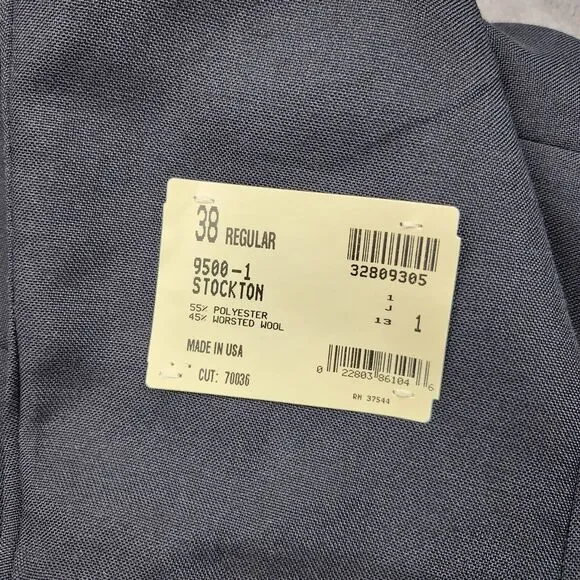 38 REGULAR
9500-1
STOCKTON
55% POLYESTER
45% WORSTED WOOL
MADE IN USA
CUT: 70036
32809305
1
J
13 1
0 22803 86104 6
RN 37544